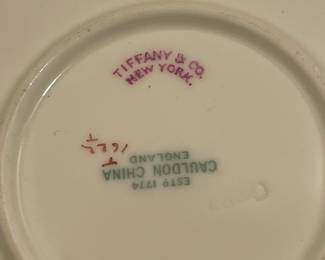 TIFFANY & CO.
NEW YORK.
ESTD 1774
CAULDON CHINA
ENGLAND